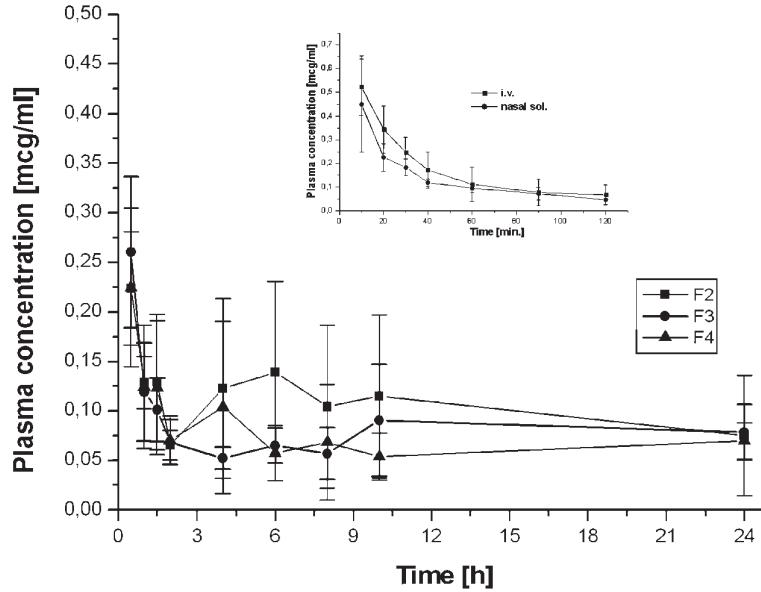 0,50
0,45
0,40
0,35
0,30
0,25
0,20
0,15
0,10
0,05
0,00
Plasma concentration [mcg/ml]
0 3 6 9 12 15 18 21 24
Time [h]
0,7
0,6
0,5
0,4
0,3
0,2
0,1
0,0
Plasma concentration [mcg/ml]
0 20 40 60 80 100 120
Time [min.]
i.v.
nasal sol.
F2
F3
F4